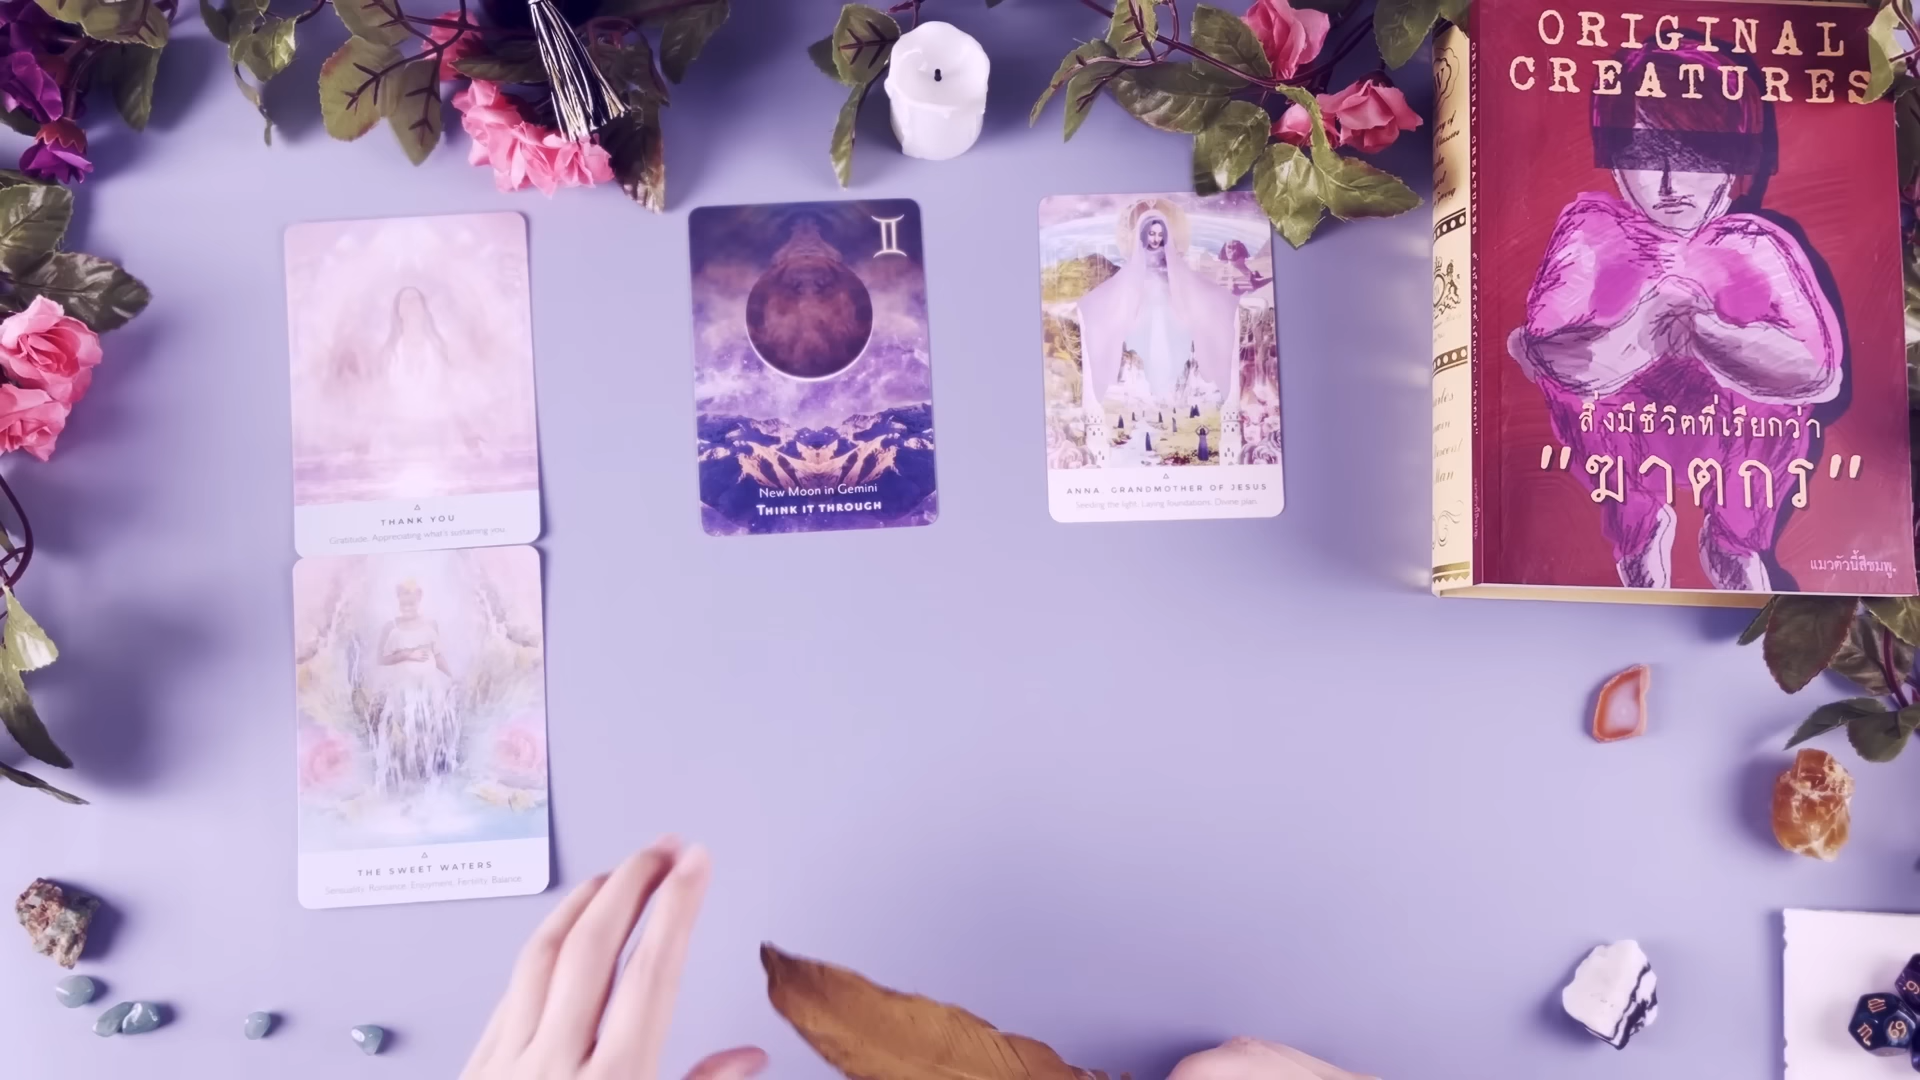 ORIGINAL
CREATURES
สิ่งมีชีวิตที่เรียกว่า
"ฆาตกร"
แมวตัวนี้สีชมพู.
THANK YOU
Gratitude. Appreciating what's sustaining you.
New Moon in Gemini
THINK IT THROUGH
ANNA, GRANDMOTHER OF JESUS
Seeding the light. Laying foundations. Divine plan.
THE SWEET WATERS
Sensuality. Romance. Enjoyment. Fertility. Balance.
ORIGINAL CREATURES